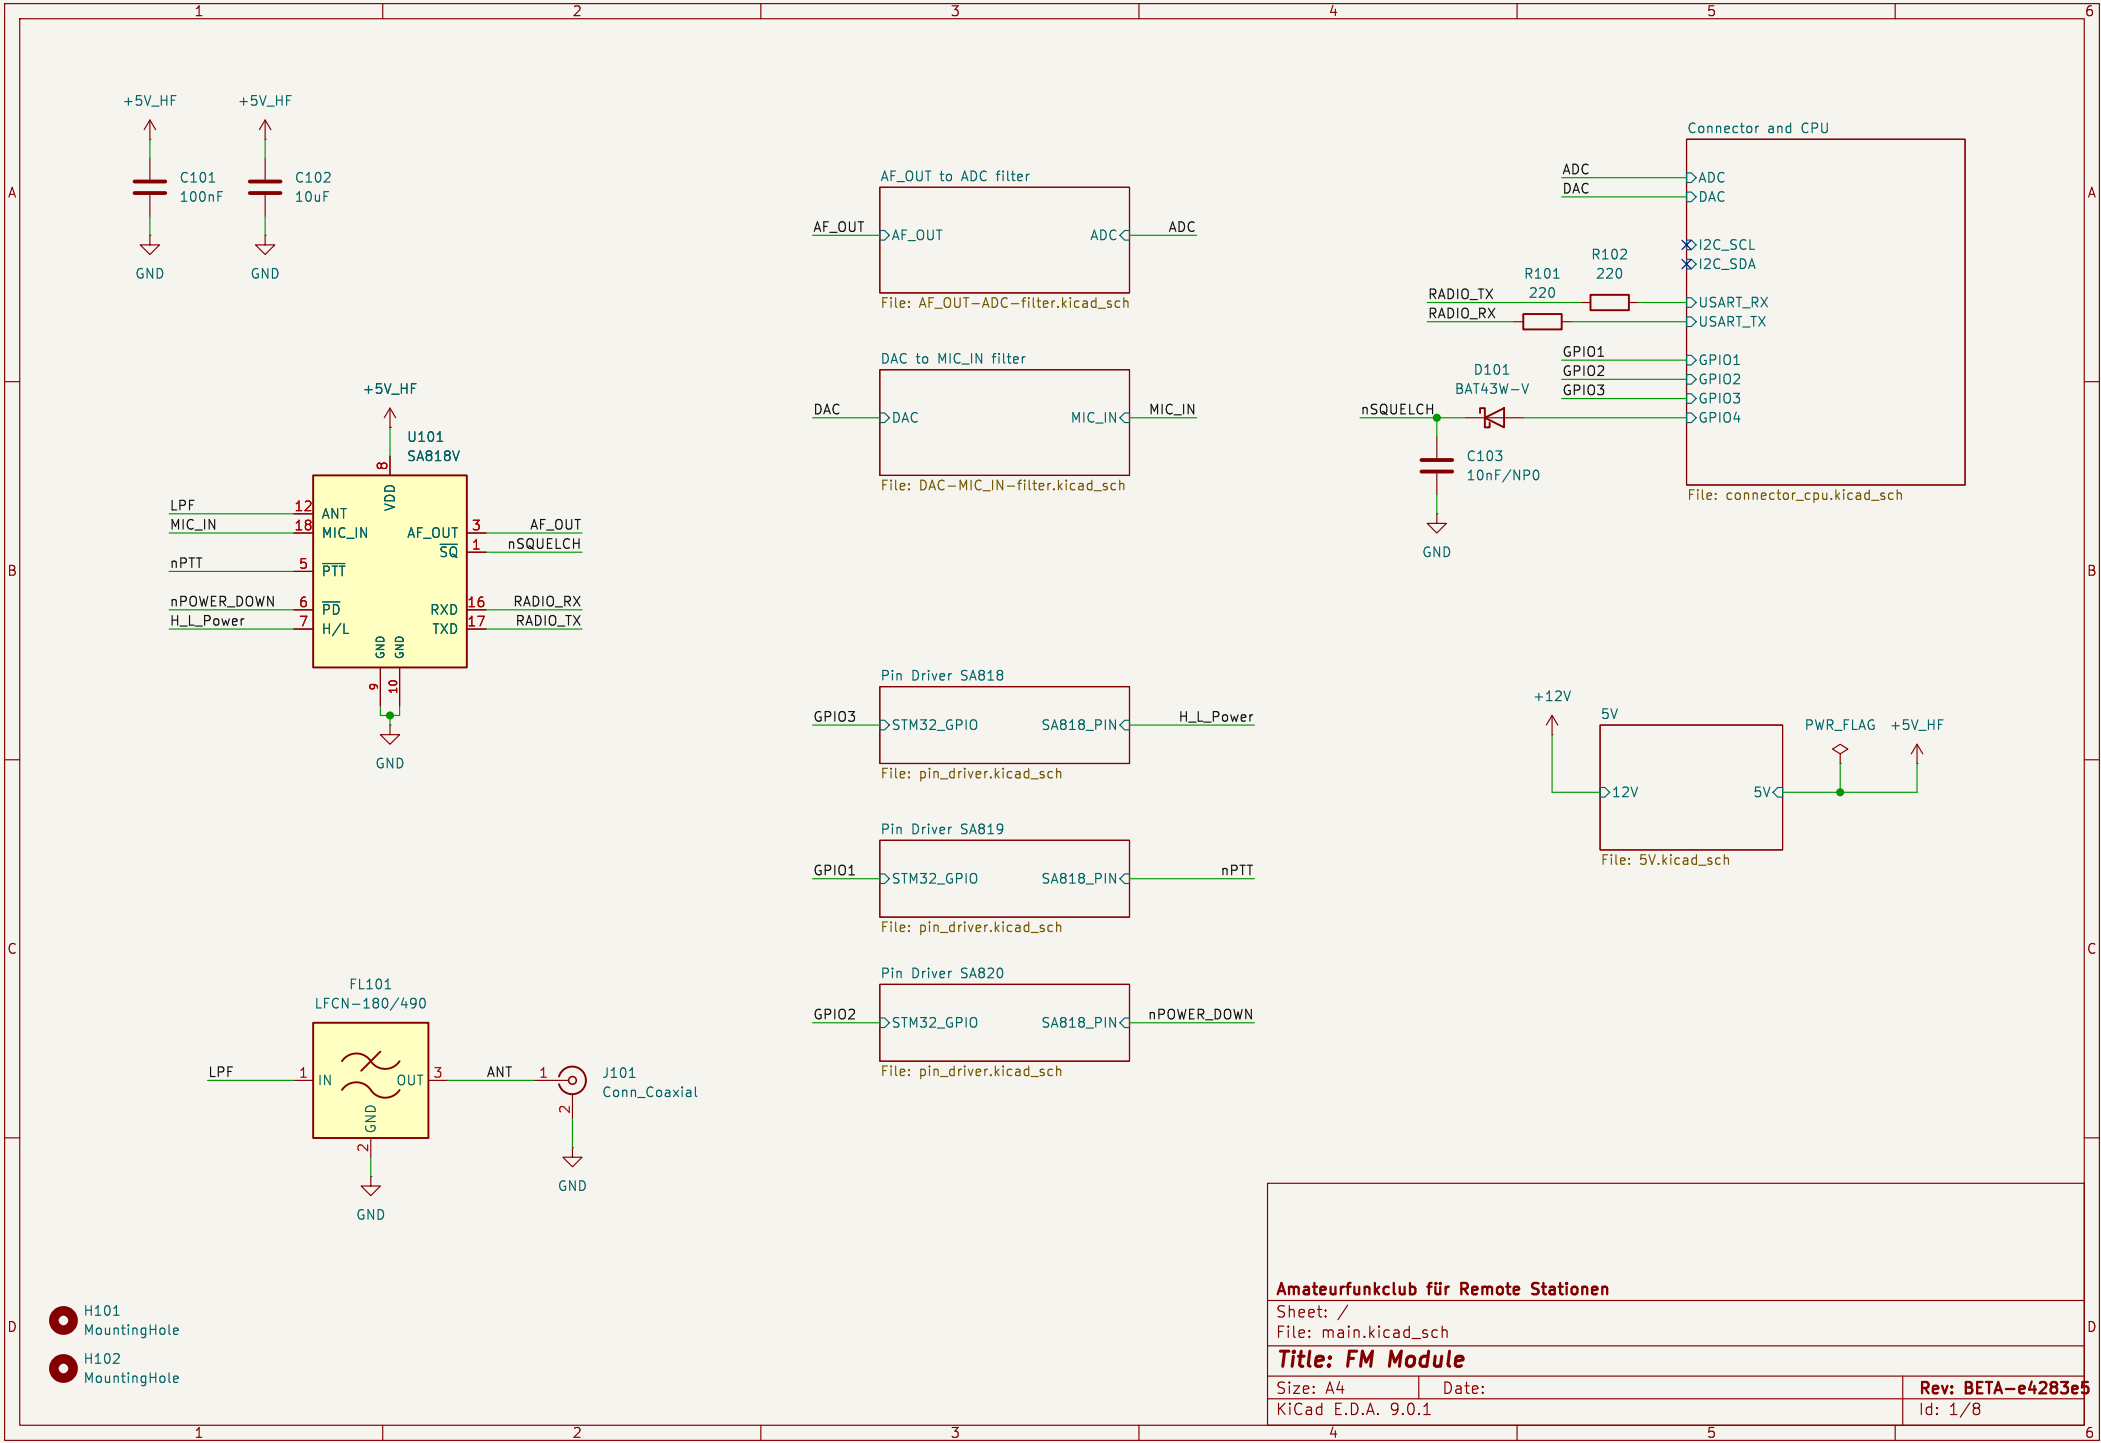 1 2 3 4 5 6
A
B
C
D
+5V_HF
C101
100nF
GND
+5V_HF
C102
10uF
GND
+5V_HF
U101
SA818V
8
VDD
LPF
12
ANT
MIC_IN
18
MIC_IN
nPTT
5
PTT
nPOWER_DOWN
6
PD
H_L_Power
7
H/L
AF_OUT
3
AF_OUT
SQ
1
nSQUELCH
RXD
16
RADIO_RX
TXD
17
RADIO_TX
GND
GND
9
10
GND
FL101
LFCN-180/490
LPF
1
IN
OUT
3
GND
2
GND
ANT
1
2
J101
Conn_Coaxial
GND
H101
MountingHole
H102
MountingHole
AF_OUT to ADC filter
AF_OUT
AF_OUT
ADC
ADC
File: AF_OUT-ADC-filter.kicad_sch
DAC to MIC_IN filter
DAC
DAC
MIC_IN
MIC_IN
File: DAC-MIC_IN-filter.kicad_sch
Pin Driver SA818
GPIO3
STM32_GPIO
SA818_PIN
H_L_Power
File: pin_driver.kicad_sch
Pin Driver SA819
GPIO1
STM32_GPIO
SA818_PIN
nPTT
File: pin_driver.kicad_sch
Pin Driver SA820
GPIO2
STM32_GPIO
SA818_PIN
nPOWER_DOWN
File: pin_driver.kicad_sch
Connector and CPU
ADC
ADC
DAC
DAC
I2C_SCL
I2C_SDA
R102
220
R101
220
RADIO_TX
USART_RX
RADIO_RX
USART_TX
GPIO1
GPIO1
GPIO2
GPIO2
GPIO3
GPIO3
D101
BAT43W-V
nSQUELCH
GPIO4
C103
10nF/NP0
GND
File: connector_cpu.kicad_sch
+12V
5V
PWR_FLAG
+5V_HF
12V
5V
File: 5V.kicad_sch
A
B
C
D
Amateurfunkclub für Remote Stationen
Sheet: /
File: main.kicad_sch
Title: FM Module
Size: A4
Date:
Rev: BETA-e4283e5
KiCad E.D.A. 9.0.1
Id: 1/8
1 2 3 4 5 6